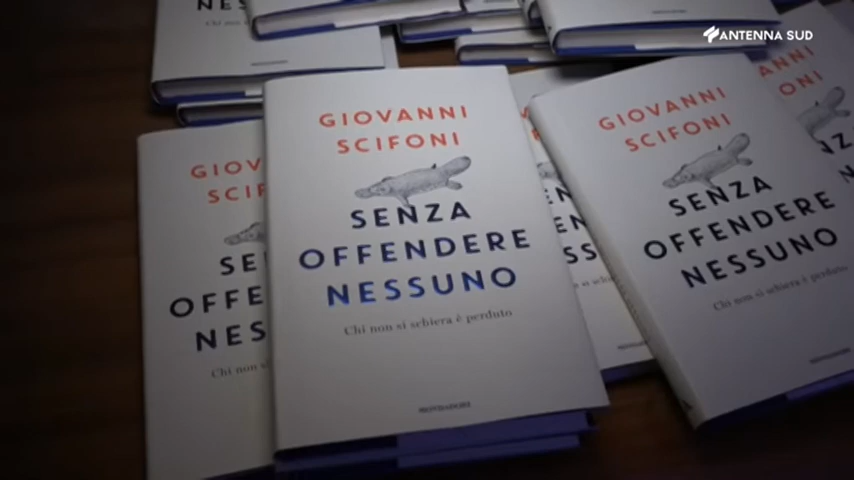 ANTENNA SUD
GIOVANNI
SCIFONI
SENZA
OFFENDERE
NESSUNO
Chi non si schiera è perduto
MONDADORI
GIOVANNI
SCIFONI
SENZA
OFFENDERE
NESSUNO
Chi non si schiera è perduto